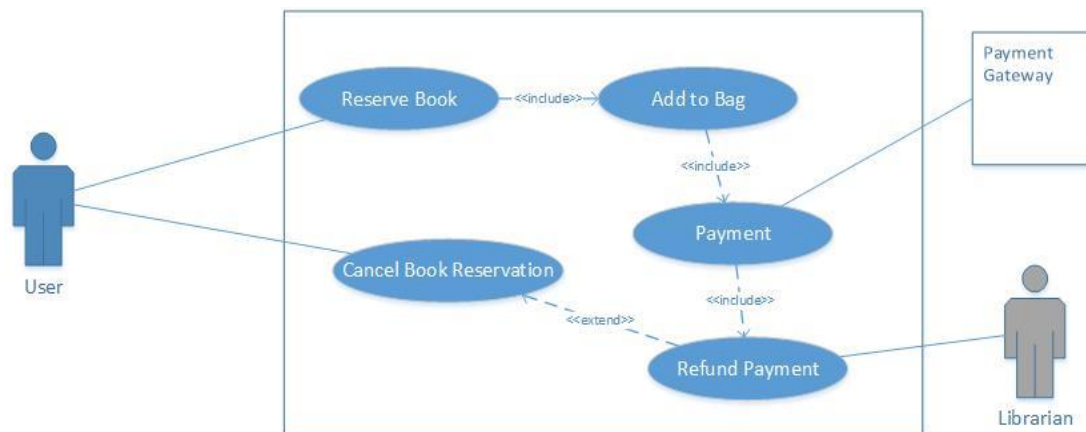 Payment
Gateway
Reserve Book
<<include>>
Add to Bag
<<include>>
Payment
User
Cancel Book Reservation
<<include>>
<<extend>>
Refund Payment
Librarian